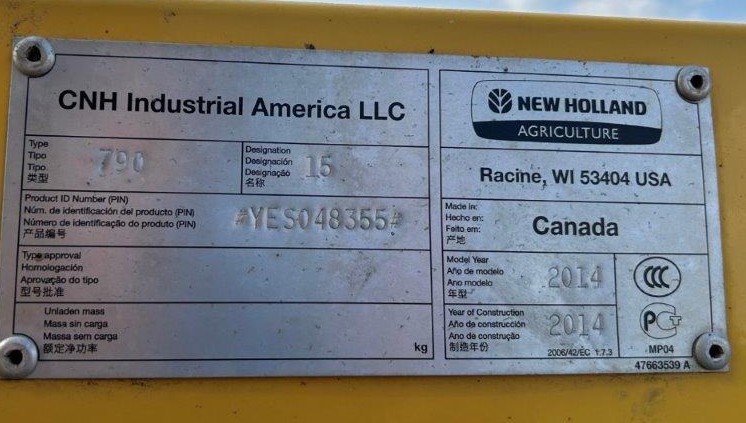 CNH Industrial America LLC
Type
Tipo
Tipo
类型
790
Designation
Designación
Designação
名称
15
Product ID Number (PIN)
Núm. de identificación del producto (PIN)
Número de identificação do produto (PIN)
产品编号
*YES048355*
Type approval
Homologación
Aprovação do tipo
型号批准
Unladen mass
Masa sin carga
Massa sem carga
额定净功率
kg
NEW HOLLAND
AGRICULTURE
Racine, WI 53404 USA
Made in:
Hecho en:
Feito em:
产地
Canada
Model Year
Año de modelo
Ano modelo
年型
2014
Year of Construction
Año de construcción
Ano de construção
制造年份
2014
2006/42/EC 1.7.3
CCC
PCT
MP04
47663539 A